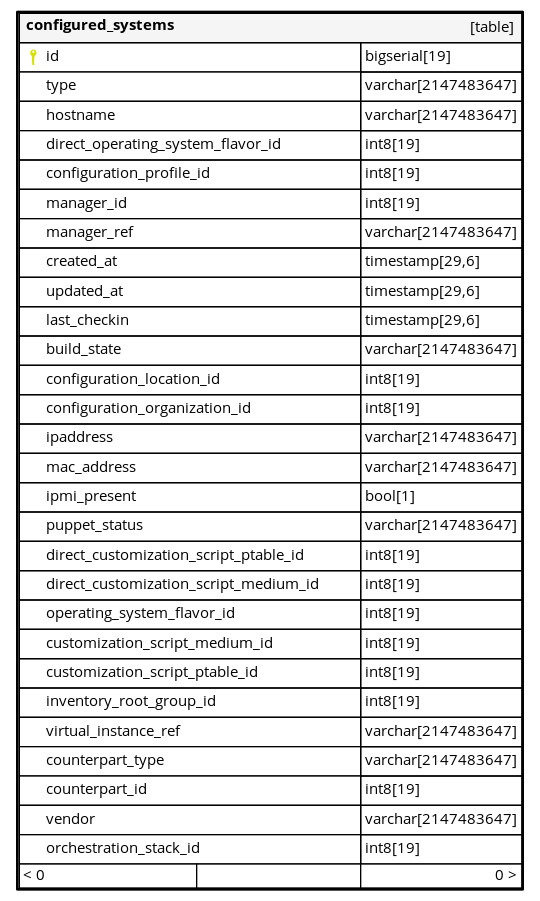 configured_systems [table]
id bigserial[19]
type varchar[2147483647]
hostname varchar[2147483647]
direct_operating_system_flavor_id int8[19]
configuration_profile_id int8[19]
manager_id int8[19]
manager_ref varchar[2147483647]
created_at timestamp[29,6]
updated_at timestamp[29,6]
last_checkin timestamp[29,6]
build_state varchar[2147483647]
configuration_location_id int8[19]
configuration_organization_id int8[19]
ipaddress varchar[2147483647]
mac_address varchar[2147483647]
ipmi_present bool[1]
puppet_status varchar[2147483647]
direct_customization_script_ptable_id int8[19]
direct_customization_script_medium_id int8[19]
operating_system_flavor_id int8[19]
customization_script_medium_id int8[19]
customization_script_ptable_id int8[19]
inventory_root_group_id int8[19]
virtual_instance_ref varchar[2147483647]
counterpart_type varchar[2147483647]
counterpart_id int8[19]
vendor varchar[2147483647]
orchestration_stack_id int8[19]
< 0 0 >